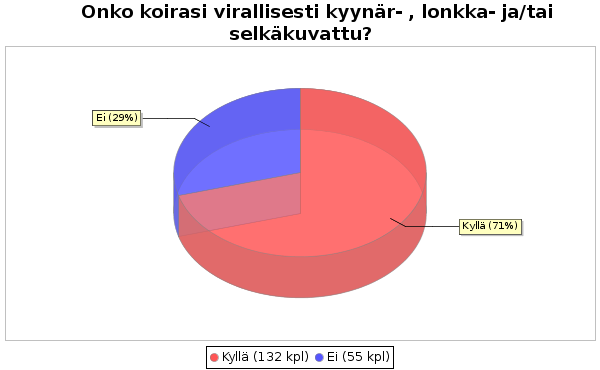 Onko koirasi virallisesti kyynär- , lonkka- ja/tai
selkäkuvattu?
Ei (29%)
Kyllä (71%)
Kyllä (132 kpl) Ei (55 kpl)